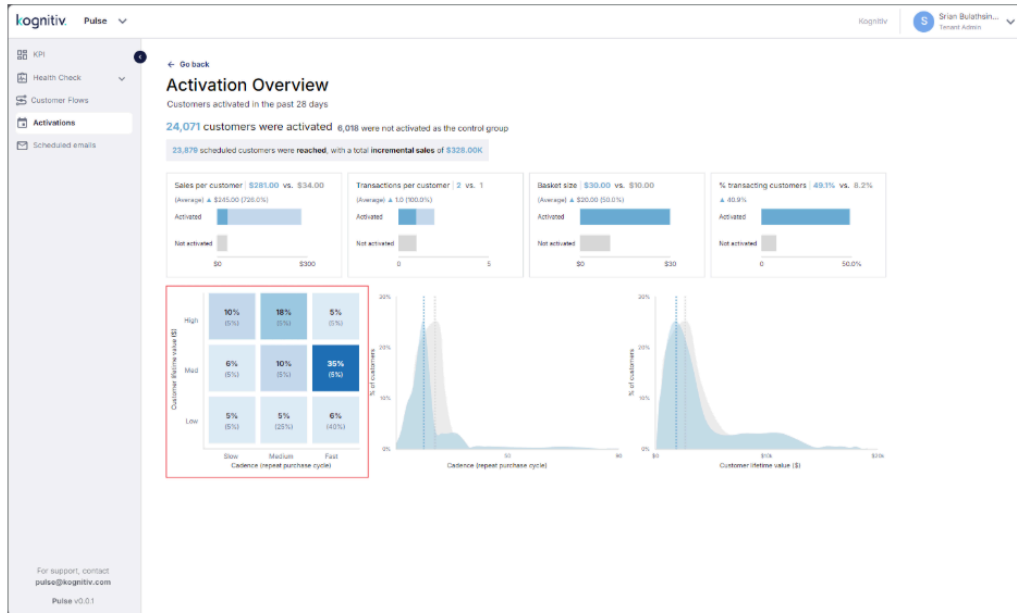 kognitiv. Pulse
Kognitiv
S
Srian Bulathsin...
Tenant Admin
KPI
Health Check
Customer Flows
Activations
Scheduled emails
← Go back
Activation Overview
Customers activated in the past 28 days
24,071 customers were activated 6,018 were not activated as the control group
23,879 scheduled customers were reached, with a total incremental sales of $328.00K
Sales per customer | $281.00 vs. $34.00
(Average) ▲ $245.00 (720.0%)
Activated
Not activated
$0 $300
Transactions per customer | 2 vs. 1
(Average) ▲ 1.0 (100.0%)
Activated
Not activated
0 5
Basket size | $30.00 vs. $10.00
(Average) ▲ $20.00 (50.0%)
Activated
Not activated
$0 $30
% transacting customers | 49.1% vs. 8.2%
▲ 40.9%
Activated
Not activated
0 50.0%
Customer lifetime value ($)
High
10% 18% 5%
(5%) (5%) (5%)
Med
6% 10% 35%
(5%) (5%) (5%)
Low
5% 5% 6%
(5%) (25%) (40%)
Slow Medium Fast
Cadence (repeat purchase cycle)
% of customers
20%
10%
0%
Cadence (repeat purchase cycle)
% of customers
20%
10%
0%
$0 $20k
Customer lifetime value ($)
For support, contact
pulse@kognitiv.com
Pulse v0.0.1